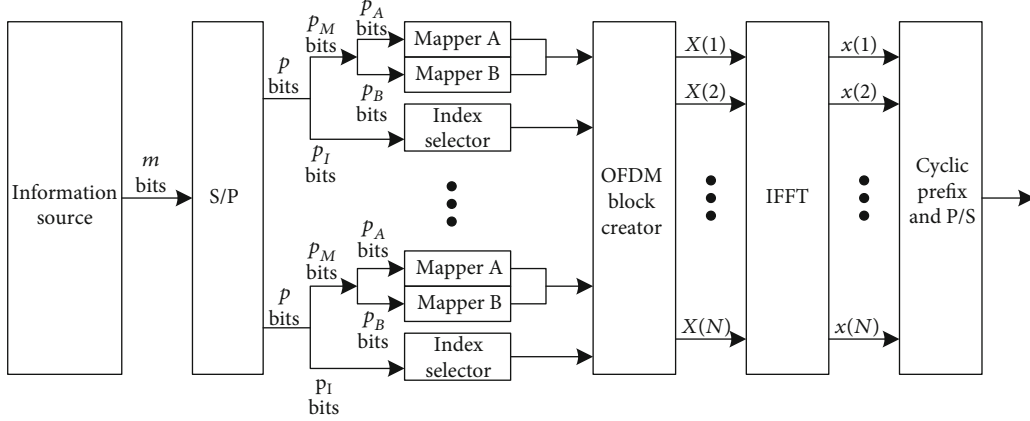 Information
source
m
bits
S/P
p
bits
p_M
bits
p_A
bits
p_B
bits
p_I
bits
Mapper A
Mapper B
Index
selector
p
bits
p_M
bits
p_A
bits
p_B
bits
p_I
bits
Mapper A
Mapper B
Index
selector
OFDM
block
creator
X(1)
X(2)
X(N)
IFFT
x(1)
x(2)
x(N)
Cyclic
prefix
and P/S